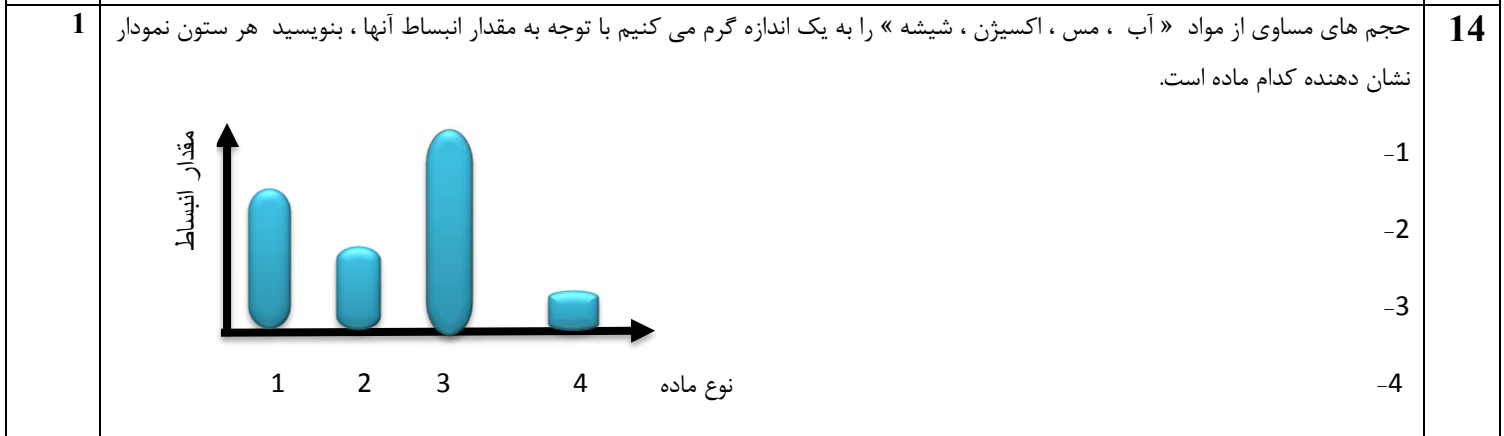 14
حجم های مساوی از مواد « آب ، مس ، اکسیژن ، شیشه » را به یک اندازه گرم می کنیم با توجه به مقدار انبساط آنها ، بنویسید هر ستون نمودار
1
نشان دهنده کدام ماده است.
1-
2-
3-
4-
مقدار انبساط
1 2 3 4 نوع ماده